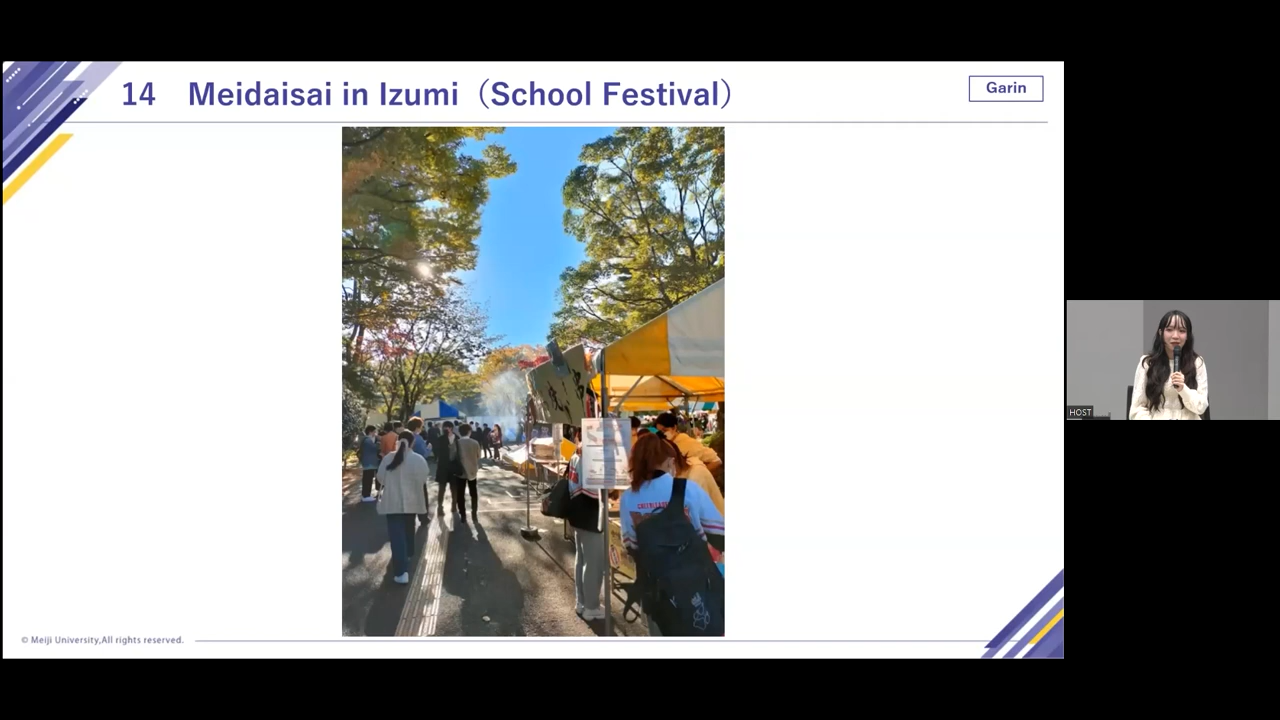 14 Meidaisai in Izumi（School Festival）
Garin
HOST
© Meiji University,All rights reserved.